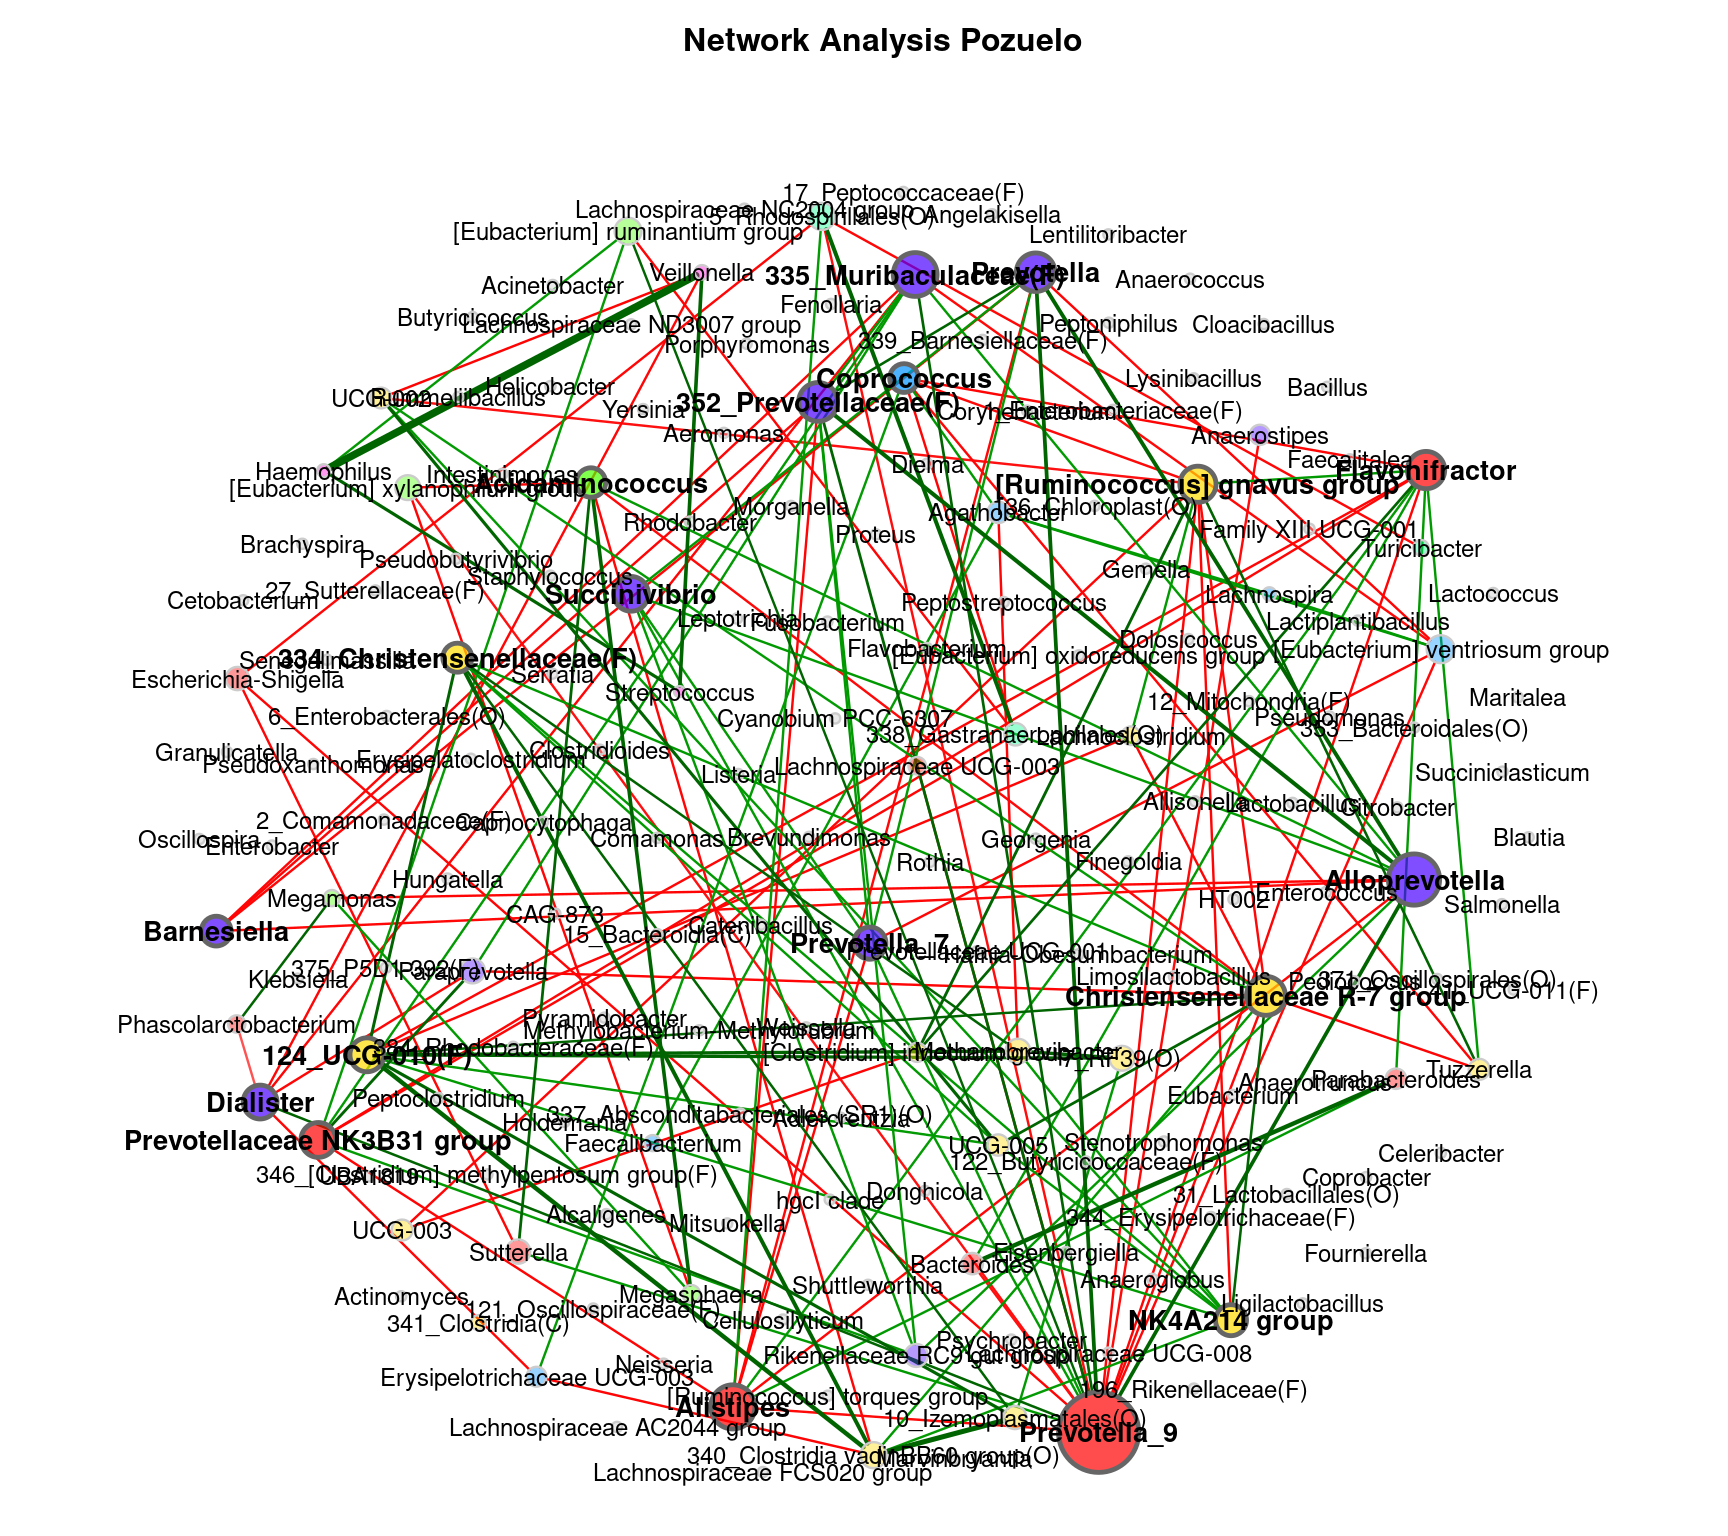 Network Analysis Pozuelo
17_Peptococcaceae(F)
Lachnospiraceae NC2004 group
5_Rhodospirillales(O)
Angelakisella
[Eubacterium] ruminantium group
Lentilitoribacter
Veillonella
335_Muribaculaceae(F)
Prevotella
Anaerococcus
Acinetobacter
Fenollaria
Butyricicoccus
Lachnospiraceae ND3007 group
Peptoniphilus
Cloacibacillus
Porphyromonas
339_Barnesiellaceae(F)
Coprococcus
Lysinibacillus
Bacillus
Helicobacter
UCG-002
Rummeliibacillus
352_Prevotellaceae(F)
Yersinia
Corynebacterium
1_Enterobacteriaceae(F)
Aeromonas
Anaerostipes
Faecalitalea
Dielma
Haemophilus
Intestinimonas
Flavonifractor
[Eubacterium] xylanophilum group
Acidaminococcus
[Ruminococcus] gnavus group
Morganella
Agathobacter
136_Chloroplast(O)
Rhodobacter
Proteus
Family XIII UCG-001
Brachyspira
Turicibacter
Pseudobutyrivibrio
Staphylococcus
Gemella
27_Sutterellaceae(F)
Succinivibrio
Lachnospira
Lactococcus
Cetobacterium
Peptostreptococcus
Leptotrichia
Fusobacterium
Lactiplantibacillus
Dolosicoccus
Flavobacterium
[Eubacterium] oxidoreducens group
[Eubacterium] ventriosum group
Senegalimassilia
334_Christensenellaceae(F)
Escherichia-Shigella
Serratia
Streptococcus
12_Mitochondria(F)
Maritalea
6_Enterobacterales(O)
Cyanobium PCC-6307
Pseudomonas
353_Bacteroidales(O)
338_Gastranaerophilales(O)
Lachnoclostridium
Granulicatella
Clostridioides
Pseudoxanthomonas
Erysipelatoclostridium
Listeria
Lachnospiraceae UCG-003
Succiniclasticum
Allisonella
Lactobacillus
Citrobacter
2_Comamonadaceae(F)
Capnocytophaga
Oscillospira
Enterobacter
Comamonas
Brevundimonas
Georgenia
Blautia
Rothia
Finegoldia
Hungatella
Alloprevotella
Megamonas
HT002
Enterococcus
Salmonella
CAG-873
Catenibacillus
Barnesiella
15_Bacteroidia(C)
Prevotella_7
Prevotellaceae UCG-001
Hafnia-Obesumbacterium
375_P5D1-392(F)
Paraprevotella
Klebsiella
Limosilactobacillus
Pediococcus
371_Oscillospirales(O)
Christensonellaceae R-7 group
Phascolarctobacterium
Pyramidobacter
Methylobacterium-Methylorubrum
Weissella
124_UCG-010(F)
[Clostridium] innocuum group
Methanobrevibacter
Tuzzerella
Parabacteroides
Anaerotruncus
Eubacterium
Dialister
Peptoclostridium
337_Absconditabacteriales (SR1)(O)
Adlercreutzia
Holdemania
Prevotellaceae NK3B31 group
Faecalibacterium
UCG-005
Stenotrophomonas
Celeribacter
122_Butyricicoccaceae(F)
346_[Clostridium] methylpentosum group(F)
UBA1819
Coprobacter
Donghicola
hgcI clade
31_Lactobacillales(O)
Alcaligenes
Mitsuokella
344_Erysipelotrichaceae(F)
UCG-003
Sutterella
Eisenbergiella
Fournierella
Bacteroides
Anaeroglobus
Shuttleworthia
Actinomyces
Megasphaera
Ligilactobacillus
121_Oscillospiraceae(F)
341_Clostridia(C)
Cellulosilyticum
NK4A214 group
Psychrobacter
Rikenellaceae RC9 gut group
Lachnospiraceae UCG-008
Neisseria
Erysipelotrichaceae UCG-003
196_Rikenellaceae(F)
[Ruminococcus] torques group
Alistipes
10_Izemoplasmatales(O)
Lachnospiraceae AC2044 group
Prevotella_9
340_Clostridia vadinBB60 group(O)
Marvinbryantia
Lachnospiraceae FCS020 group